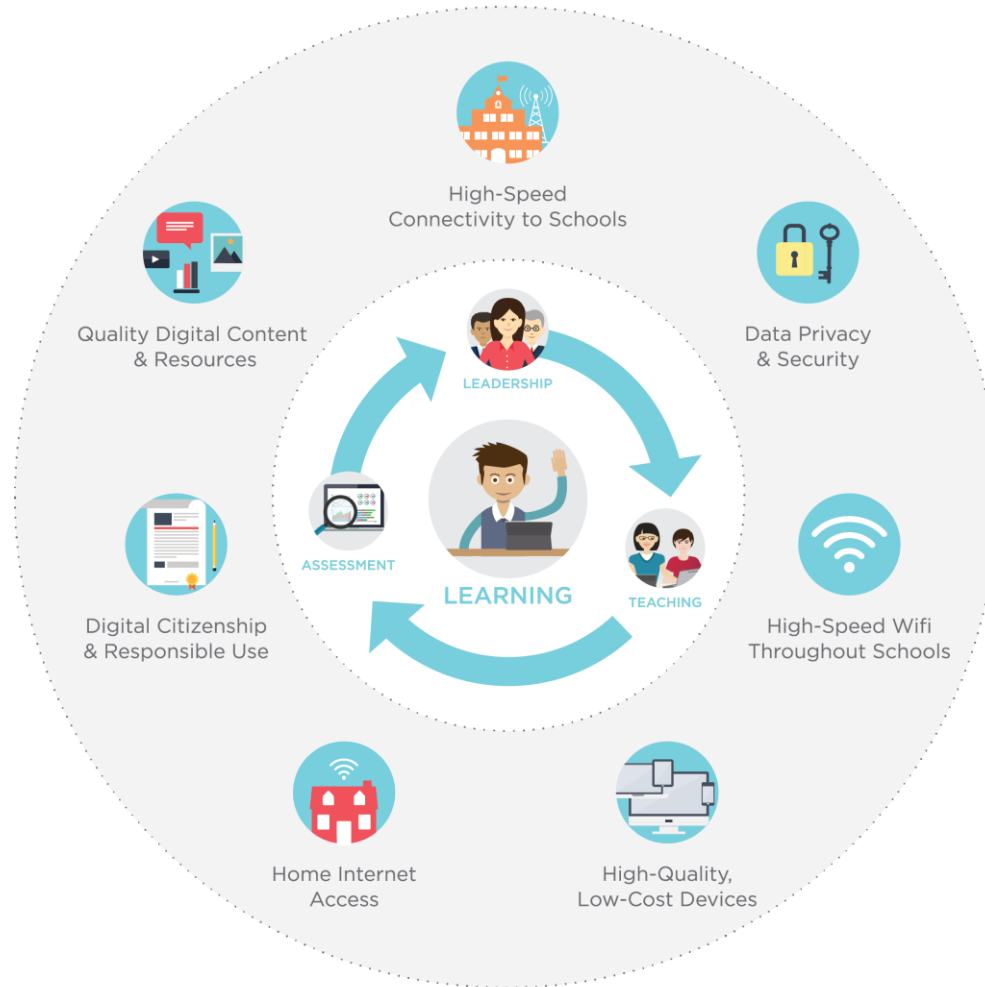 High-Speed
Connectivity to Schools
Quality Digital Content
& Resources
Data Privacy
& Security
LEADERSHIP
ASSESSMENT
LEARNING
TEACHING
Digital Citizenship
& Responsible Use
High-Speed Wifi
Throughout Schools
Home Internet
Access
High-Quality,
Low-Cost Devices